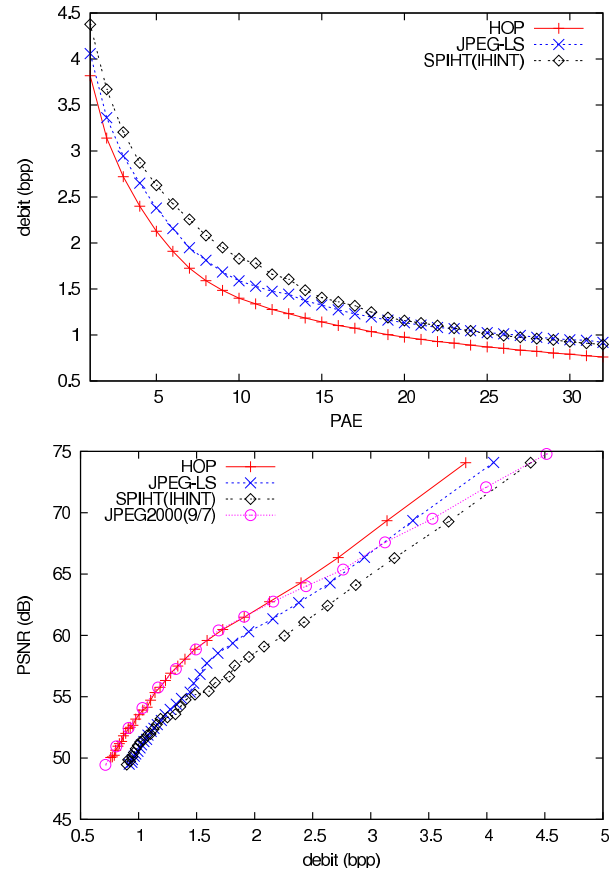 HOP
JPEG-LS
SPIHT(IHINT)
4.5
4
3.5
3
2.5
2
1.5
1
0.5
debit (bpp)
5 10 15 20 25 30
PAE
HOP
JPEG-LS
SPIHT(IHINT)
JPEG2000(9/7)
75
70
65
60
55
50
45
PSNR (dB)
0.5 1 1.5 2 2.5 3 3.5 4 4.5 5
debit (bpp)